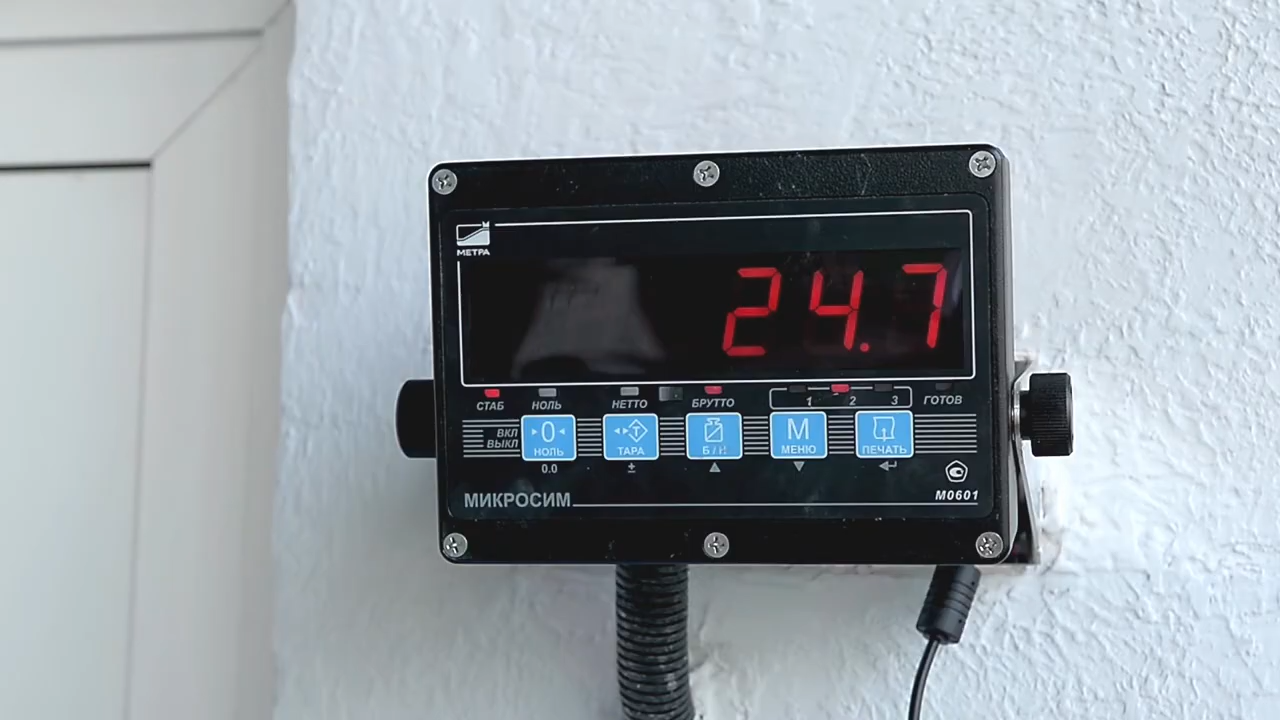 МЕТРА
24.7
СТАБ НОЛЬ НЕТТО БРУТТО 1 2 3 ГОТОВ
ВКЛ
ВЫКЛ
0
НОЛЬ
T
ТАРА
Б / Н
М
МЕНЮ
ПЕЧАТЬ
0.0 ±
МИКРОСИМ
М0601